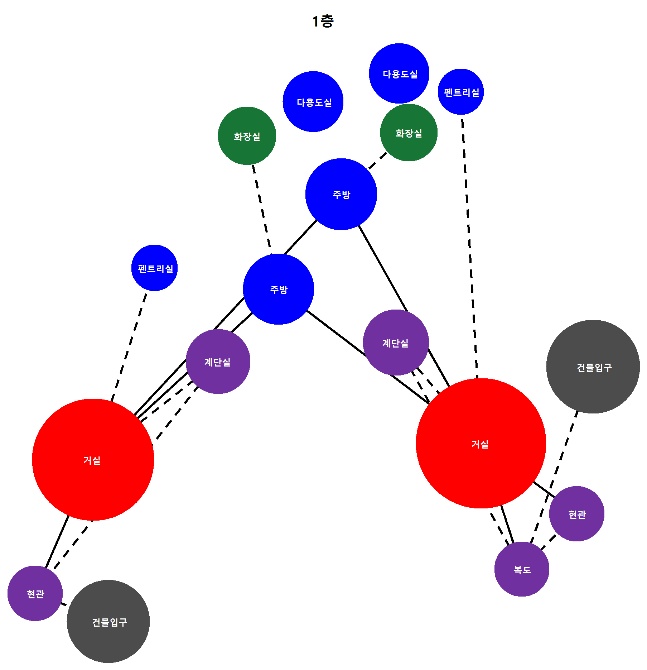 1층
다용도실
다용도실
펜트리실
화장실
화장실
주방
펜트리실
주방
계단실
계단실
건물입구
거실
거실
현관
복도
현관
건물입구